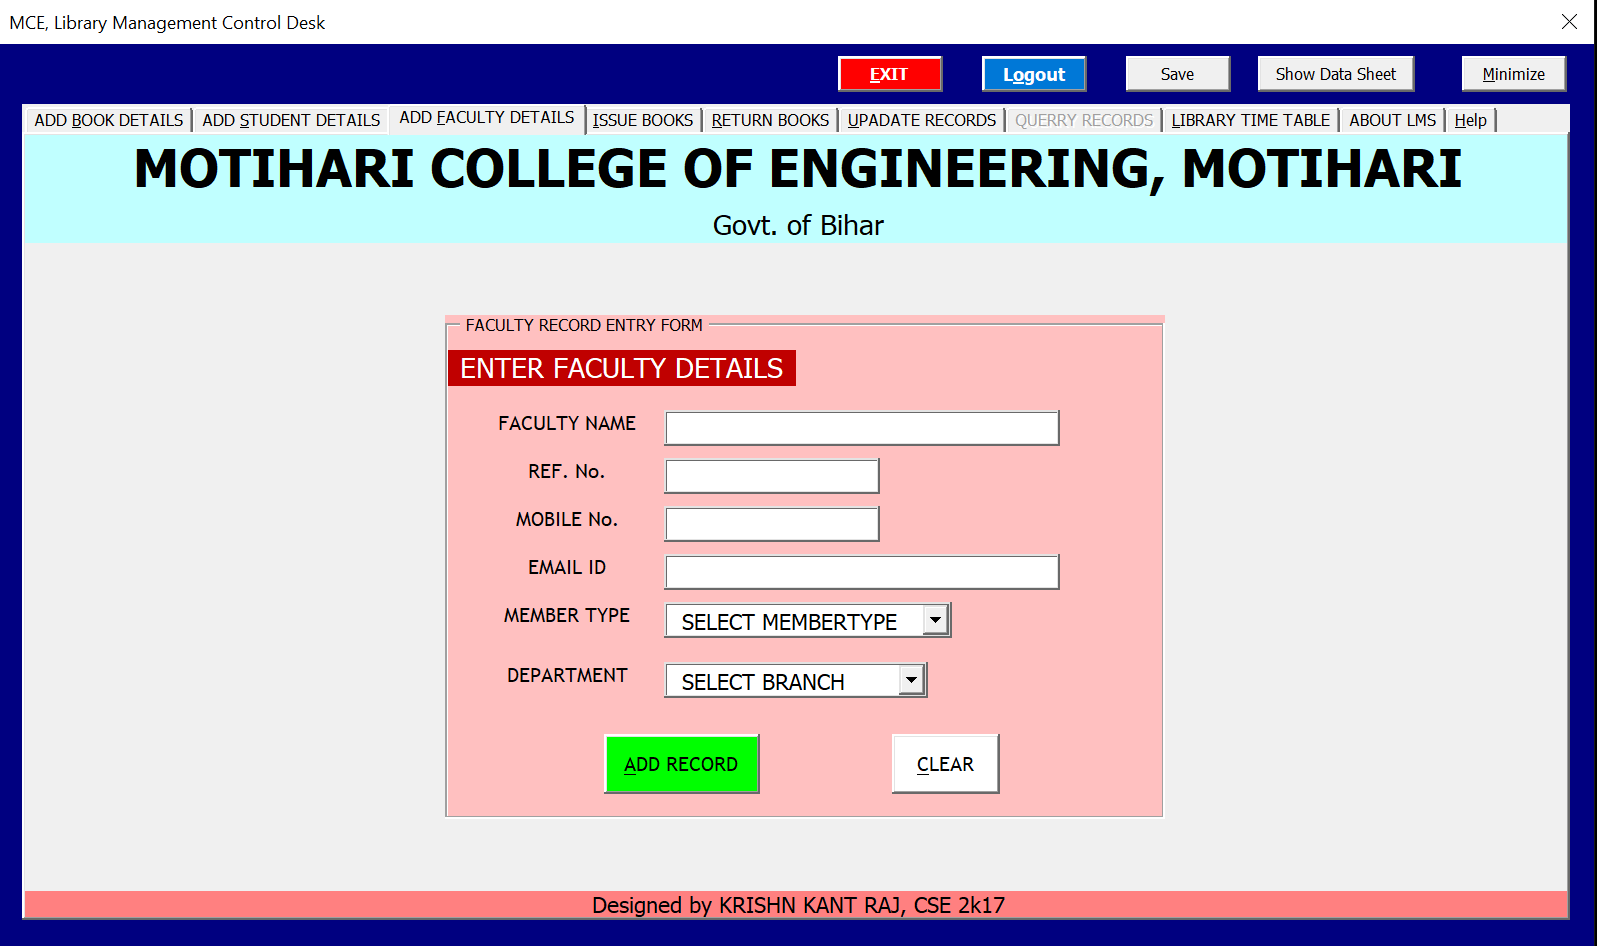 MCE, Library Management Control Desk
EXIT Logout Save Show Data Sheet Minimize
ADD BOOK DETAILS ADD STUDENT DETAILS ADD FACULTY DETAILS ISSUE BOOKS RETURN BOOKS UPADATE RECORDS QUERRY RECORDS LIBRARY TIME TABLE ABOUT LMS Help
MOTIHARI COLLEGE OF ENGINEERING, MOTIHARI
Govt. of Bihar
FACULTY RECORD ENTRY FORM
ENTER FACULTY DETAILS
FACULTY NAME
REF. No.
MOBILE No.
EMAIL ID
MEMBER TYPE SELECT MEMBERTYPE
DEPARTMENT SELECT BRANCH
ADD RECORD CLEAR
Designed by KRISHN KANT RAJ, CSE 2k17